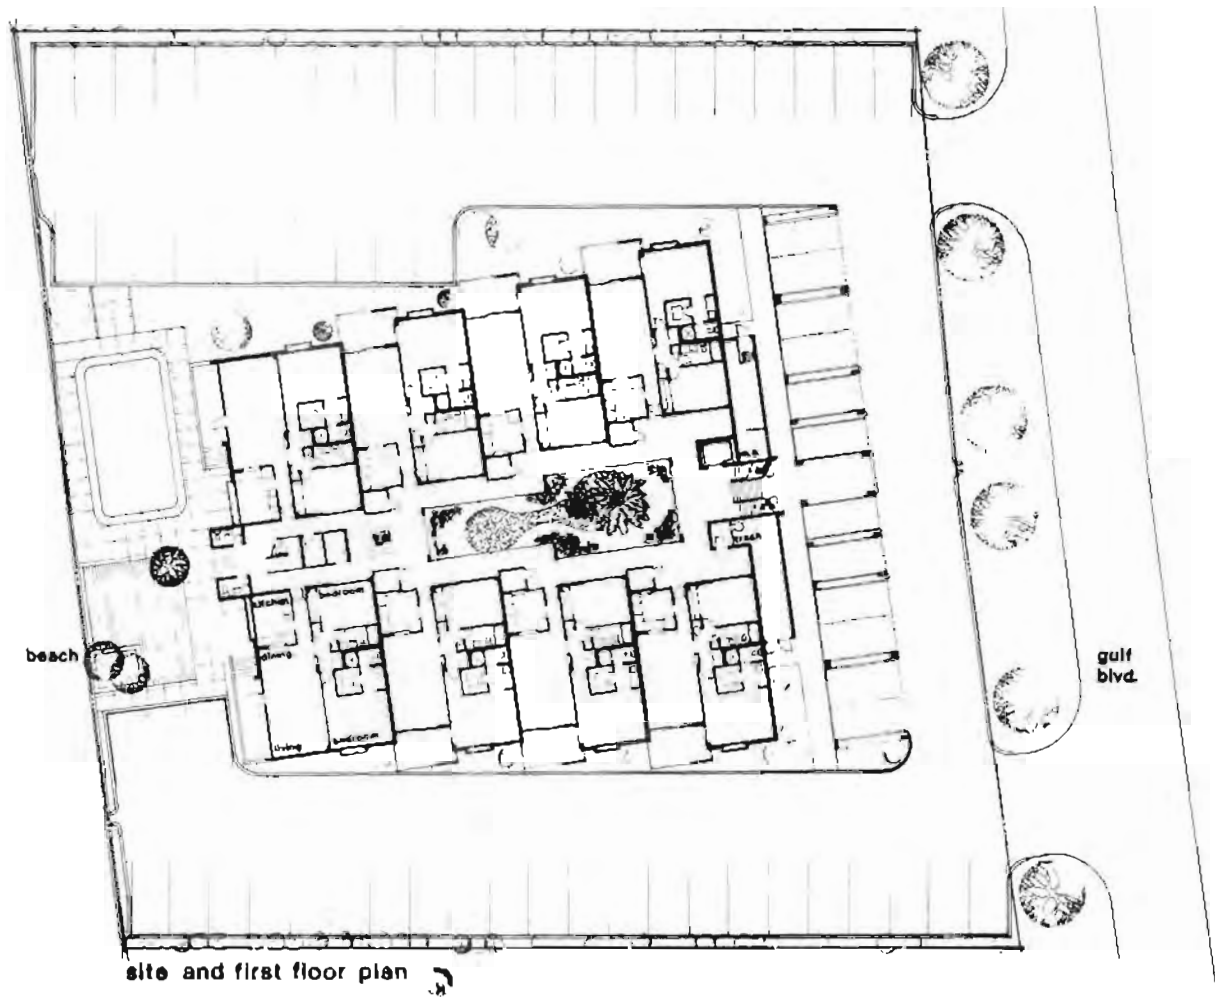 kitchen
bedroom
dining
living
bedroom
trash
beach
gulf
blvd.
site and first floor plan